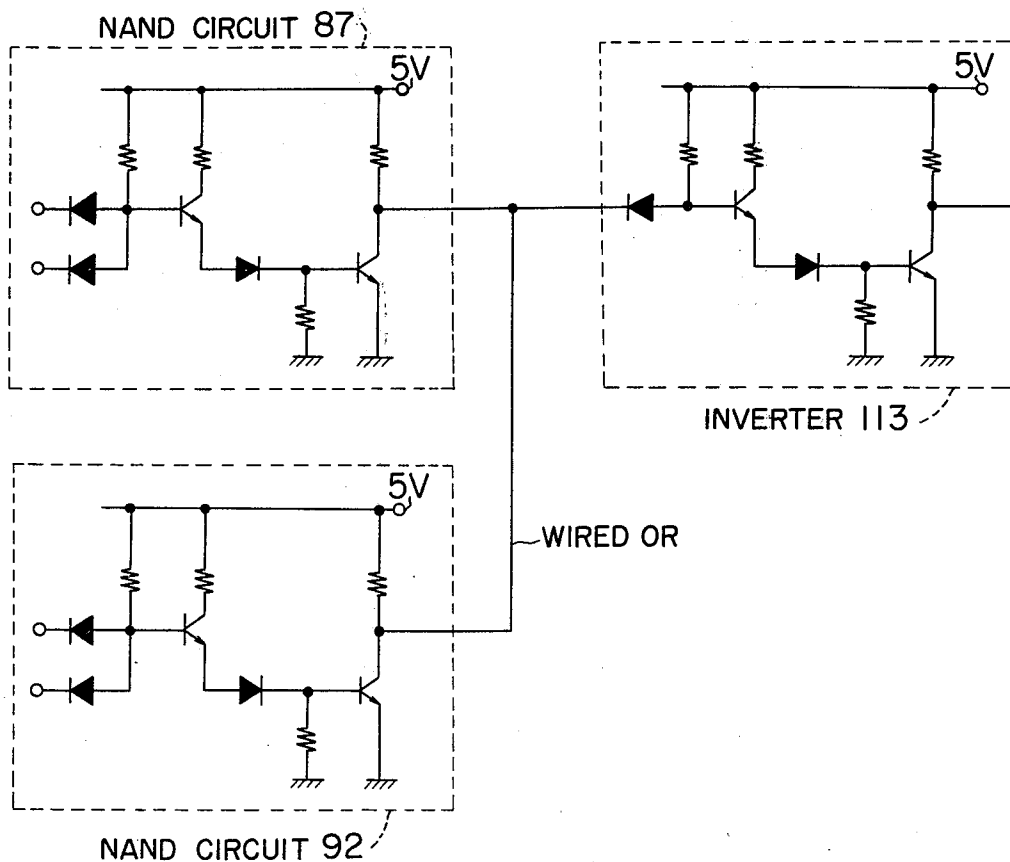 NAND CIRCUIT 87
5V
5V
INVERTER 113
5V
WIRED OR
NAND CIRCUIT 92